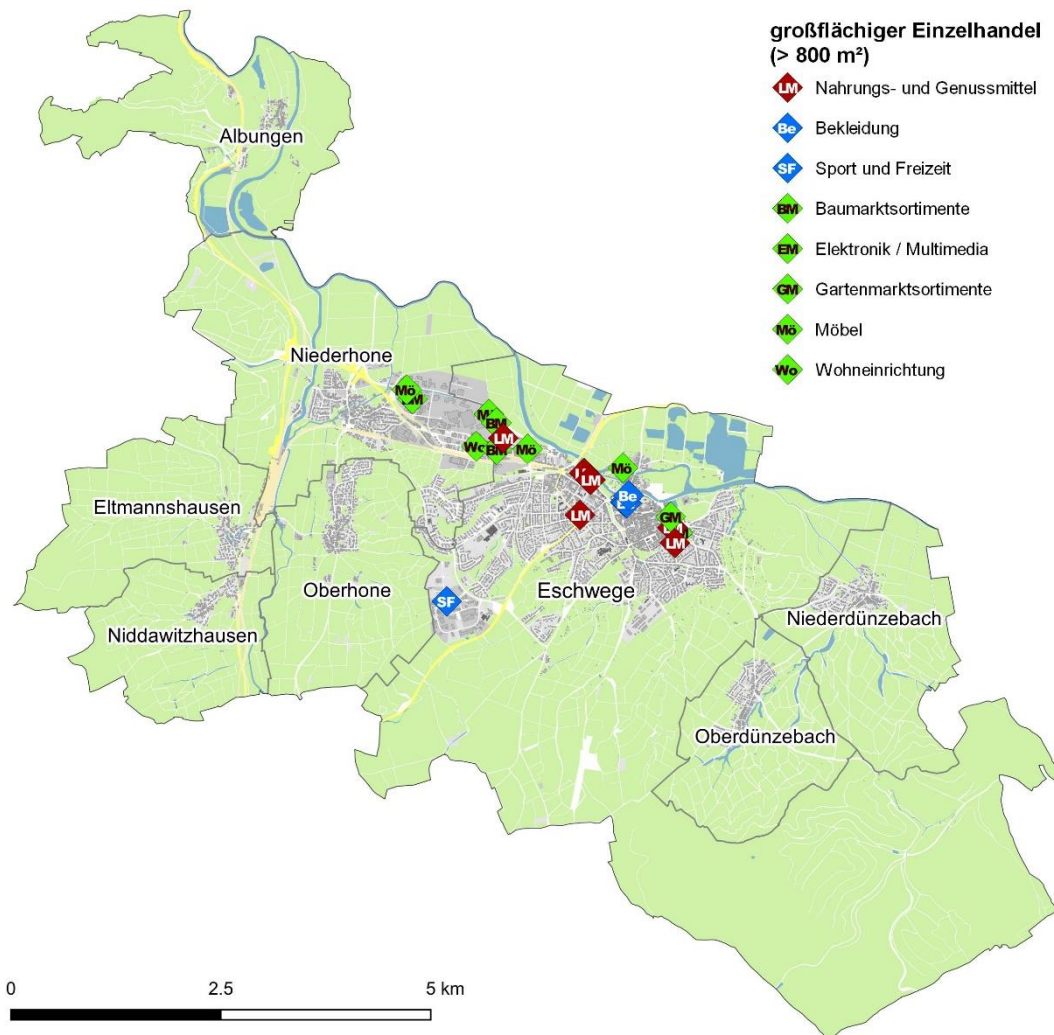 großflächiger Einzelhandel
(> 800 m²)
LM Nahrungs- und Genussmittel
Be Bekleidung
SF Sport und Freizeit
BM Baumarktsortimente
EM Elektronik / Multimedia
GM Gartenmarktsortimente
Mö Möbel
Wo Wohneinrichtung
Albungen
Niederhone
Mö
BM
LM
Wo
BM
Mö
Mö
LM
Be
LM
GM
LM
Eltmannshausen
Oberhone
SF
Eschwege
Niederdünzebach
Niddawitzhausen
Oberdünzebach
0 2.5 5 km